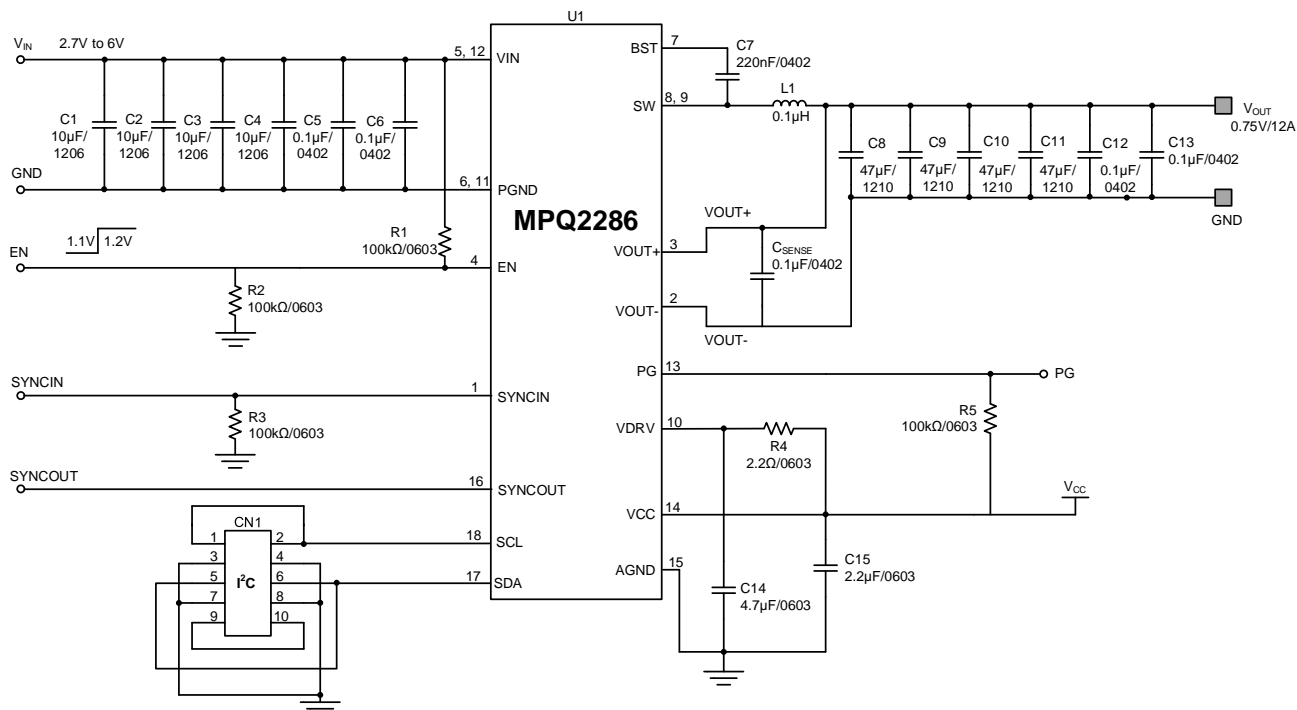 U1
V_IN 2.7V to 6V
5, 12 VIN
C1 10µF/ 1206
C2 10µF/ 1206
C3 10µF/ 1206
C4 10µF/ 1206
C5 0.1µF/ 0402
C6 0.1µF/ 0402
GND
6, 11 PGND
MPQ2286
1.1V 1.2V
EN
R1
100kΩ/0603
4 EN
R2
100kΩ/0603
SYNCIN
1 SYNCIN
R3
100kΩ/0603
SYNCOUT
16 SYNCOUT
CN1
1 2
3 4
5 6
7 8
9 10
I²C
18 SCL
17 SDA
BST 7
C7
220nF/0402
SW 8, 9
L1
0.1µH
C8 47µF/ 1210
C9 47µF/ 1210
C10 47µF/ 1210
C11 47µF/ 1210
C12 0.1µF/ 0402
C13 0.1µF/0402
V_OUT
0.75V/12A
GND
VOUT+
VOUT+ 3
C_SENSE
0.1µF/0402
VOUT- 2
VOUT-
PG 13
PG
R5
100kΩ/0603
VDRV 10
R4
2.2Ω/0603
VCC 14
V_CC
AGND 15
C14
4.7µF/0603
C15
2.2µF/0603